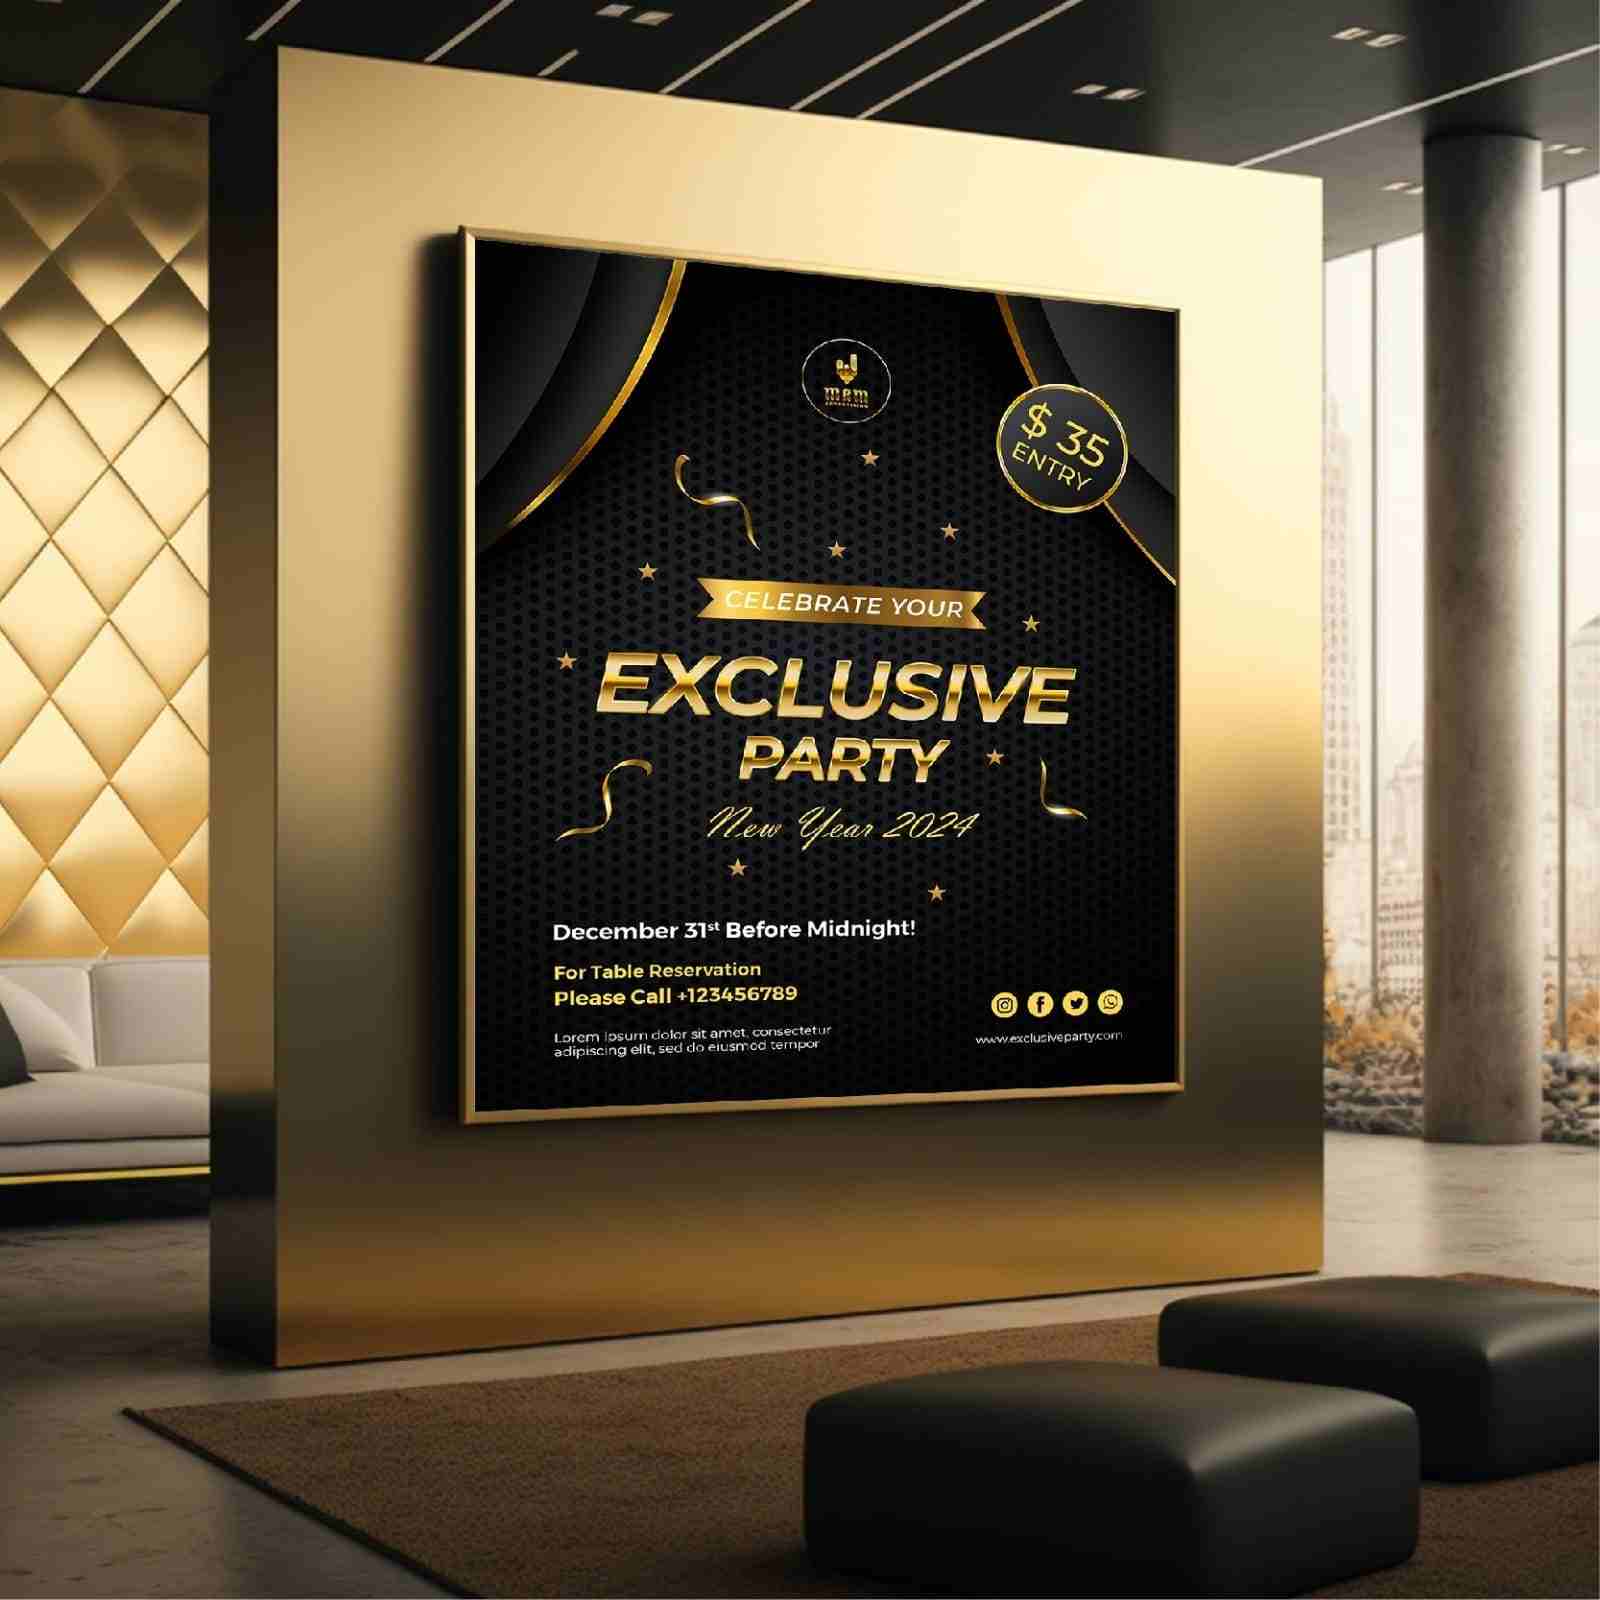 $ 35
ENTRY
CELEBRATE YOUR
EXCLUSIVE
PARTY
New Year 2024
December 31st Before Midnight!
For Table Reservation
Please Call +123456789
Lorem ipsum dolor sit amet, consectetur
adipiscing elit, sed do eiusmod tempor
www.exclusiveparty.com